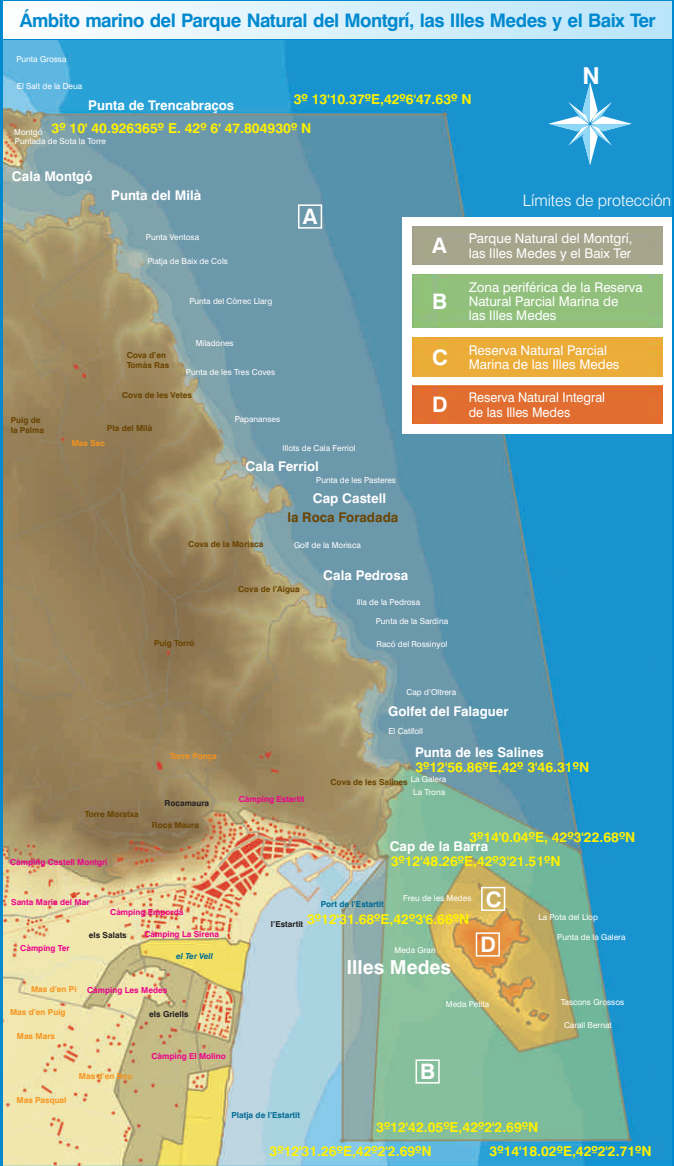 Ámbito marino del Parque Natural del Montgrí, las Illes Medes y el Baix Ter
Punta Grossa
El Salt de la Deua
Punta de Trencabraços
3º 13'10.37ºE,42º6'47.63º N
3º 10' 40.926365º E. 42º 6' 47.804930º N
Montgó
Puntada de Sota la Torre
N
Cala Montgó
Punta del Milà
Límites de protección
A
A
Parque Natural del Montgrí,
las Illes Medes y el Baix Ter
B
Zona periférica de la Reserva
Natural Parcial Marina de
las Illes Medes
C
Reserva Natural Parcial
Marina de las Illes Medes
D
Reserva Natural Integral
de las Illes Medes
Punta Ventosa
Platja de Baix de Cols
Punta del Còrrec Llarg
Miladones
Cova d'en
Tomàs Ras
Punta de les Tres Coves
Cova de les Vetes
Papananses
Puig de
la Palma
Pla del Milà
Mas Sec
Illots de Cala Ferriol
Cala Ferriol
Punta de les Pasteres
Cap Castell
la Roca Foradada
Cova de la Morisca
Golf de la Morisca
Cala Pedrosa
Cova de l'Aigua
Illa de la Pedrosa
Punta de la Sardina
Puig Torró
Racó del Rossinyol
Cap d'Oltrera
Golfet del Falaguer
El Catifoll
Punta de les Salines
Torre Ponça
3º12'56.86ºE,42º 3'46.31ºN
Cova de les Salines
La Galera
La Trona
Rocamaura
Càmping Estartit
Torre Moratxa
Roca Maura
3º14'0.04ºE, 42º3'22.68ºN
Cap de la Barra
3º12'48.26ºE,42º3'21.51ºN
Càmping Castell Montgrí
Santa Maria del Mar
Port de l'Estartit
Freu de les Medes
C
Càmping Empordà
3º12'31.68ºE,42º3'6.66ºN
La Pota del Llop
l'Estartit
els Salats
Càmping La Sirena
Punta de la Galera
Càmping Ter
Meda Gran
D
el Ter Vell
Illes Medes
Mas d'en Pi
Càmping Les Medes
Meda Petita
Tascons Grossos
Mas d'en Puig
els Griells
Carall Bernat
Mas Mars
Càmping El Molino
Mas d'en
B
Mas Pasqual
Platja de l'Estartit
3º12'42.05ºE,42º2'2.69ºN
3º12'31.26ºE,42º2'2.69ºN
3º14'18.02ºE,42º2'2.71ºN